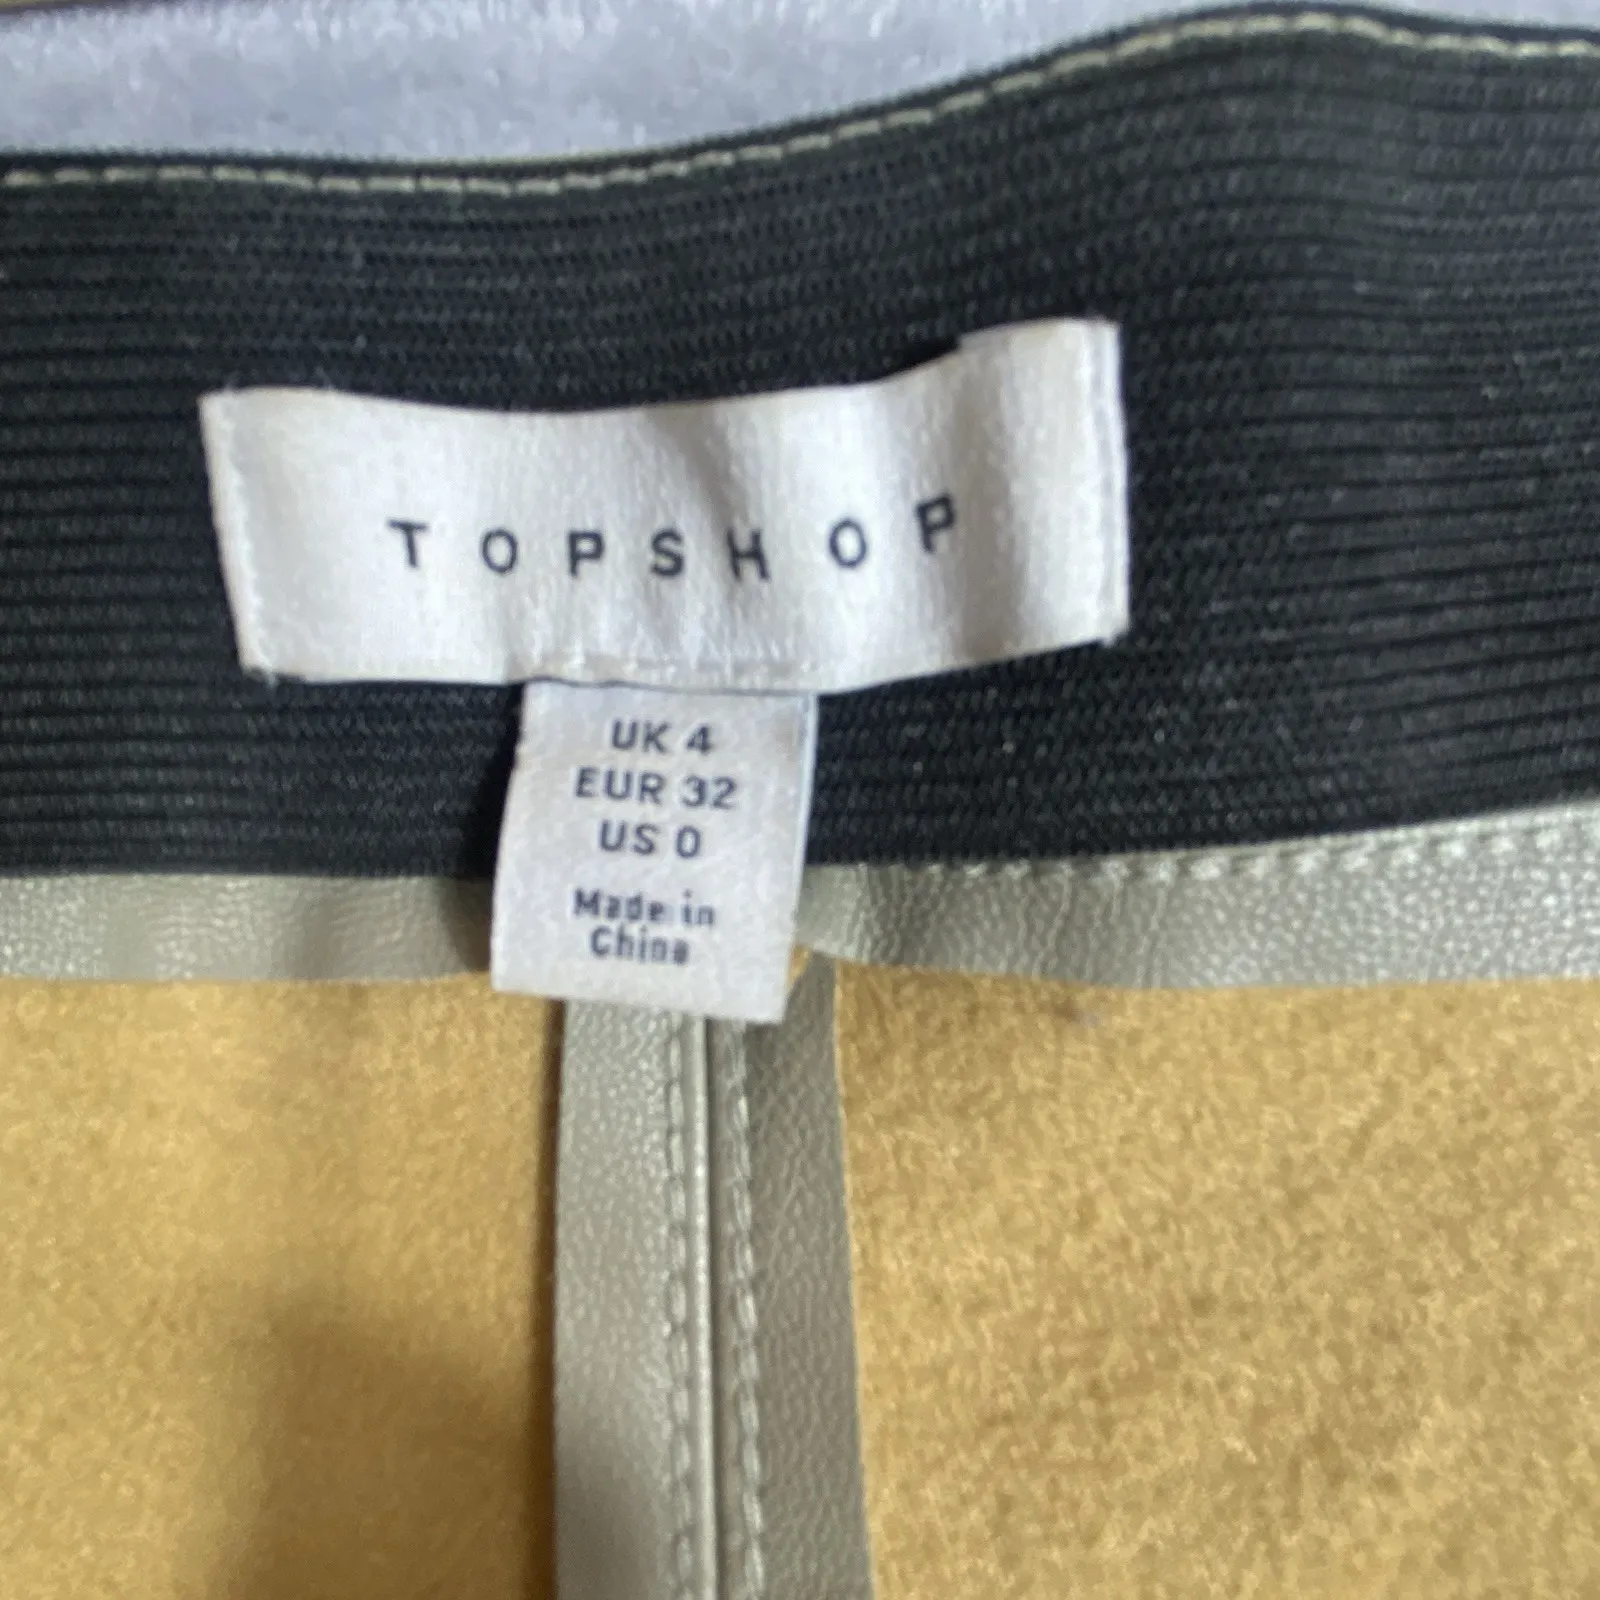 TOPSHOP
UK 4
EUR 32
US 0
Made in
China